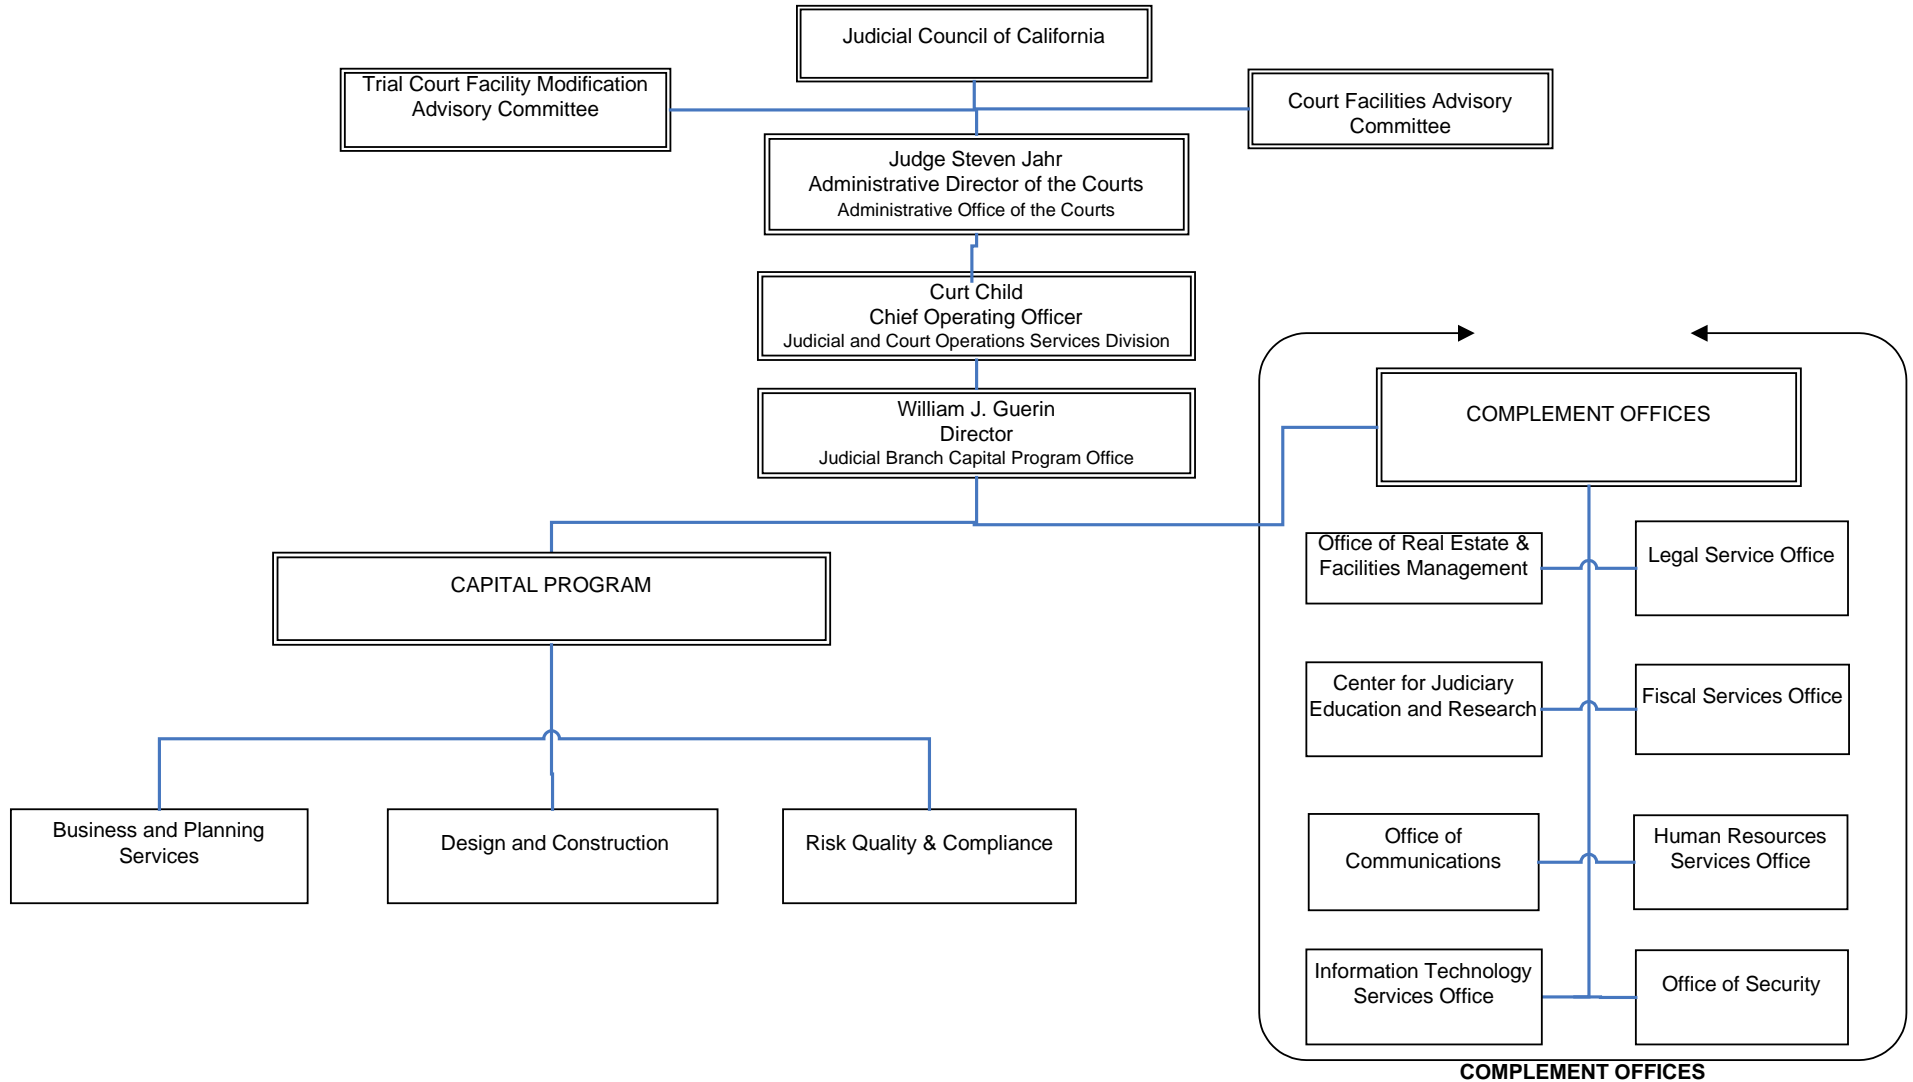 Judicial Council of California
Trial Court Facility Modification
Advisory Committee
Court Facilities Advisory
Committee
Judge Steven Jahr
Administrative Director of the Courts
Administrative Office of the Courts
Curt Child
Chief Operating Officer
Judicial and Court Operations Services Division
William J. Guerin
Director
Judicial Branch Capital Program Office
COMPLEMENT OFFICES
CAPITAL PROGRAM
Office of Real Estate &
Facilities Management
Legal Service Office
Center for Judiciary
Education and Research
Fiscal Services Office
Business and Planning
Services
Design and Construction
Risk Quality & Compliance
Office of
Communications
Human Resources
Services Office
Information Technology
Services Office
Office of Security
COMPLEMENT OFFICES